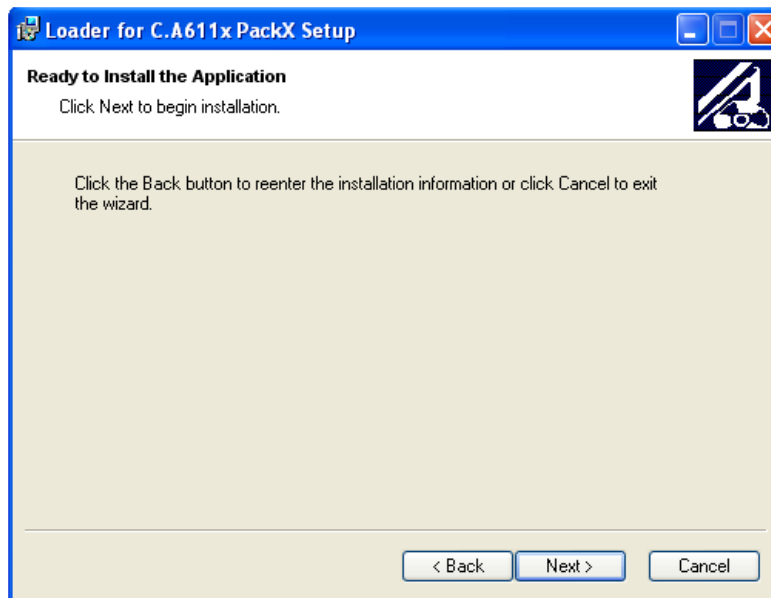 Loader for C.A611x PackX Setup
Ready to Install the Application
Click Next to begin installation.
Click the Back button to reenter the installation information or click Cancel to exit
the wizard.
< Back Next > Cancel